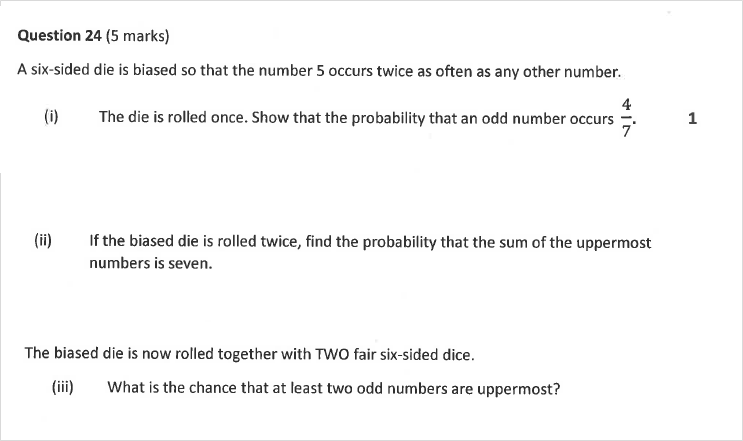 Question 24 (5 marks)
A six-sided die is biased so that the number 5 occurs twice as often as any other number.
(i) The die is rolled once. Show that the probability that an odd number occurs 4/7. 1
(ii) If the biased die is rolled twice, find the probability that the sum of the uppermost
numbers is seven.
The biased die is now rolled together with TWO fair six-sided dice.
(iii) What is the chance that at least two odd numbers are uppermost?